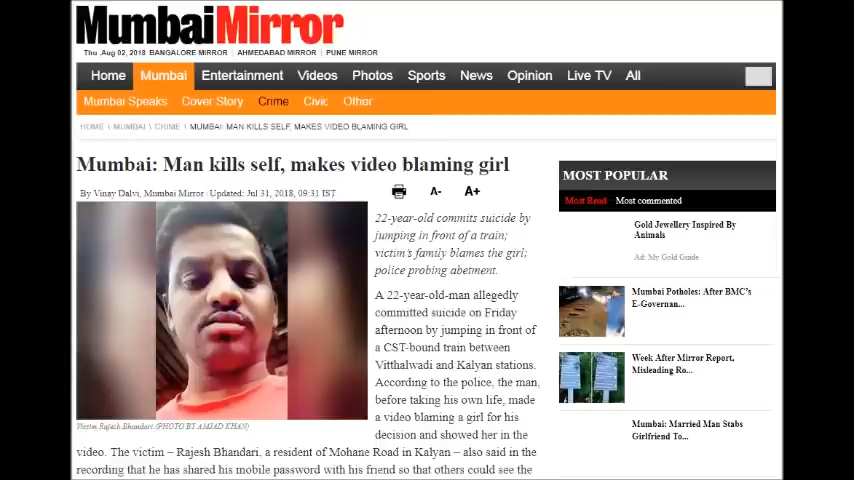 MumbaiMirror
Thu ,Aug 02, 2018 BANGALORE MIRROR | AHMEDABAD MIRROR | PUNE MIRROR
Home Mumbai Entertainment Videos Photos Sports News Opinion Live TV All
Mumbai Speaks Cover Story Crime Civic Other
HOME \ MUMBAI \ CRIME \ MUMBAI: MAN KILLS SELF, MAKES VIDEO BLAMING GIRL
Mumbai: Man kills self, makes video blaming girl
By Vinay Dalvi, Mumbai Mirror | Updated: Jul 31, 2018, 09:31 IST
A- A+
22-year-old commits suicide by
jumping in front of a train;
victim's family blames the girl;
police probing abetment.
A 22-year-old-man allegedly
committed suicide on Friday
afternoon by jumping in front of
a CST-bound train between
Vitthalwadi and Kalyan stations.
According to the police, the man,
before taking his own life, made
a video blaming a girl for his
decision and showed her in the
Victim Rajesh Bhandari (PHOTO BY AMJAD KHAN)
video. The victim – Rajesh Bhandari, a resident of Mohane Road in Kalyan – also said in the
recording that he has shared his mobile password with his friend so that others could see the
MOST POPULAR
Most Read Most commented
Gold Jewellery Inspired By
Animals
Ad: My Gold Guide
Mumbai Potholes: After BMC's
E-Governan...
Week After Mirror Report,
Misleading Ro...
Mumbai: Married Man Stabs
Girlfriend To...